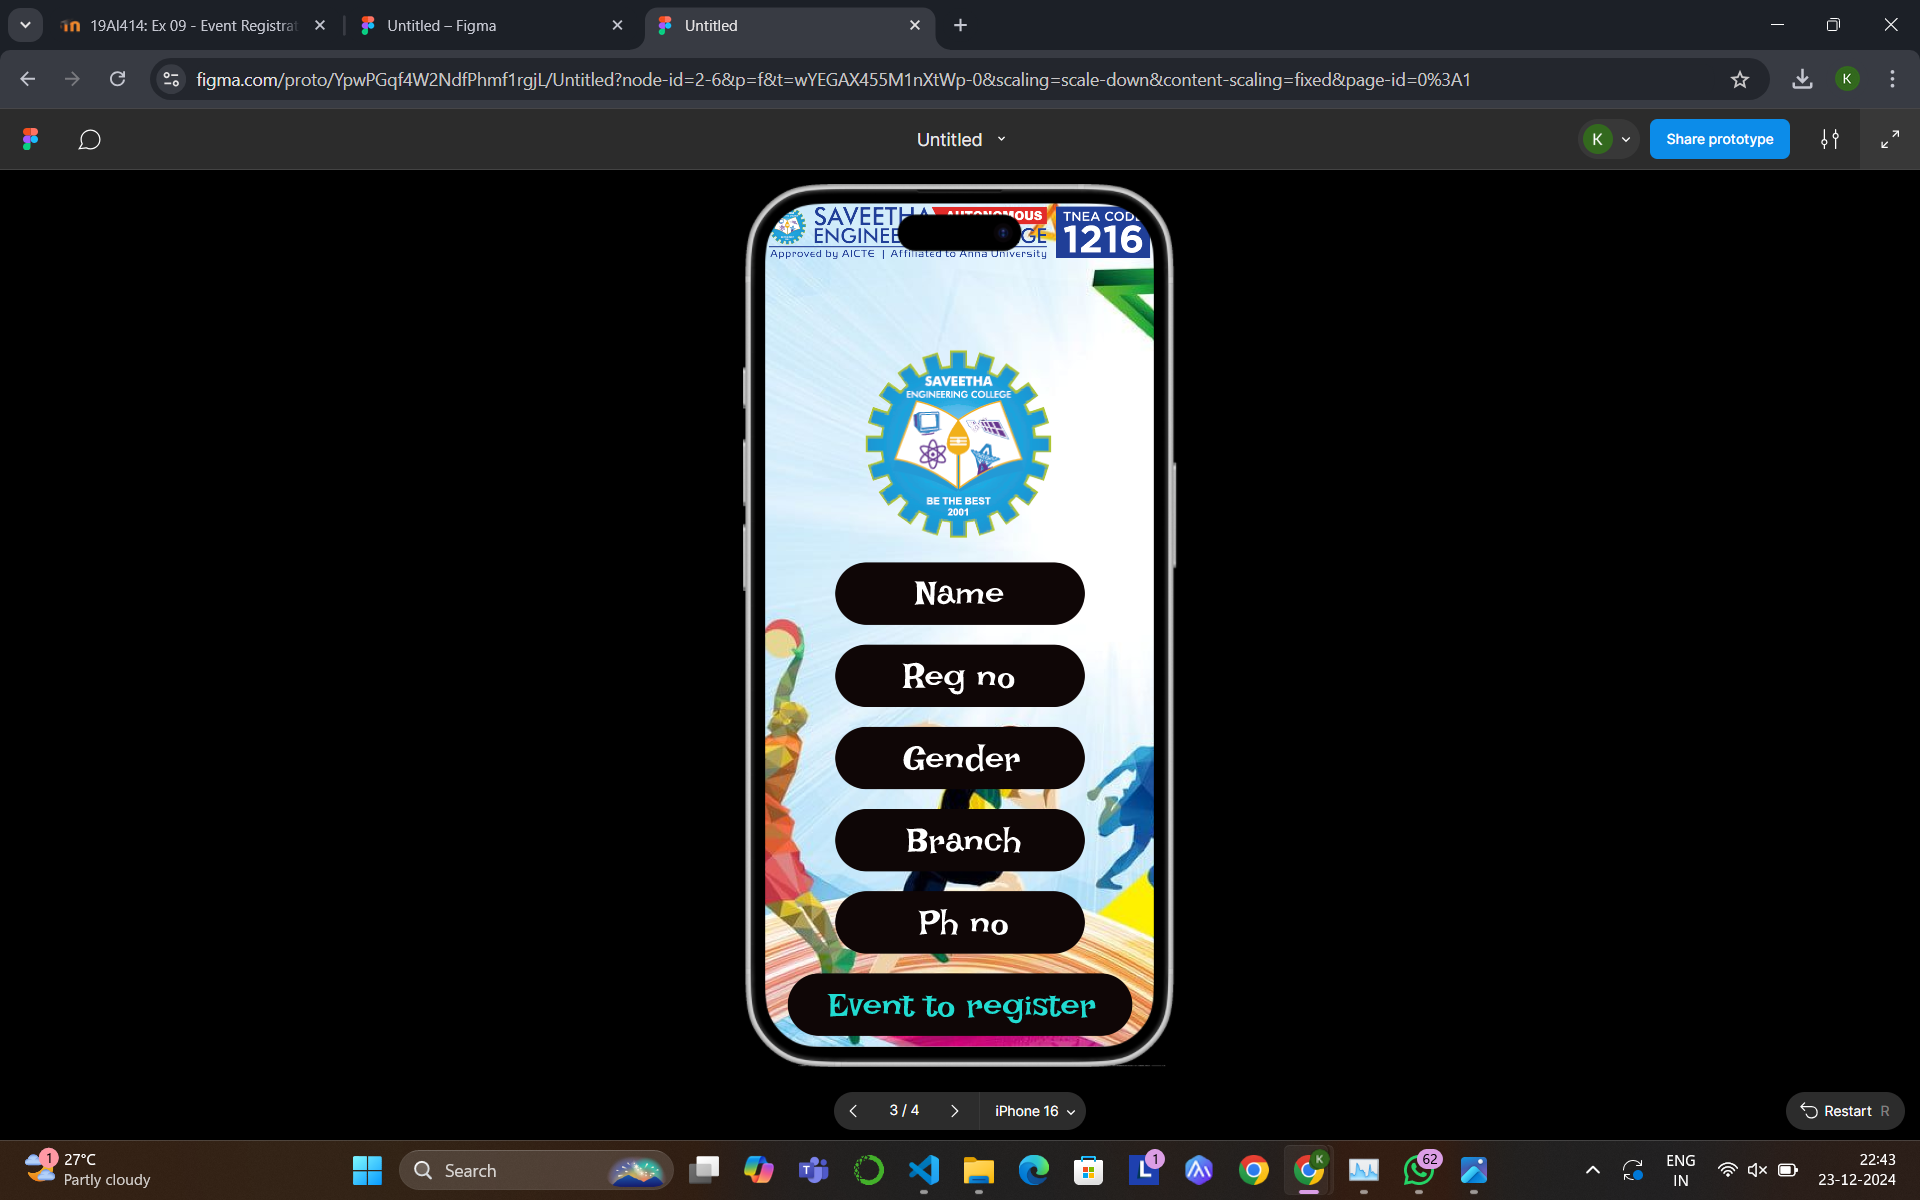 19AI414: Ex 09 - Event Registrat
Untitled – Figma
Untitled
figma.com/proto/YpwPGqf4W2NdfPhmf1rgjL/Untitled?node-id=2-6&p=f&t=wYEGAX455M1nXtWp-0&scaling=scale-down&content-scaling=fixed&page-id=0%3A1
K
Untitled
K
Share prototype
SAVEETHA
AUTONOMOUS
ENGINEE GE
Approved by AICTE | Affiliated to Anna University
TNEA CODE
1216
SAVEETHA
ENGINEERING COLLEGE
BE THE BEST
2001
Name
Reg no
Gender
Branch
Ph no
Event to register
3 / 4
iPhone 16
Restart R
1
27°C
Partly cloudy
Search
1
K
62
ENG
IN
22:43
23-12-2024